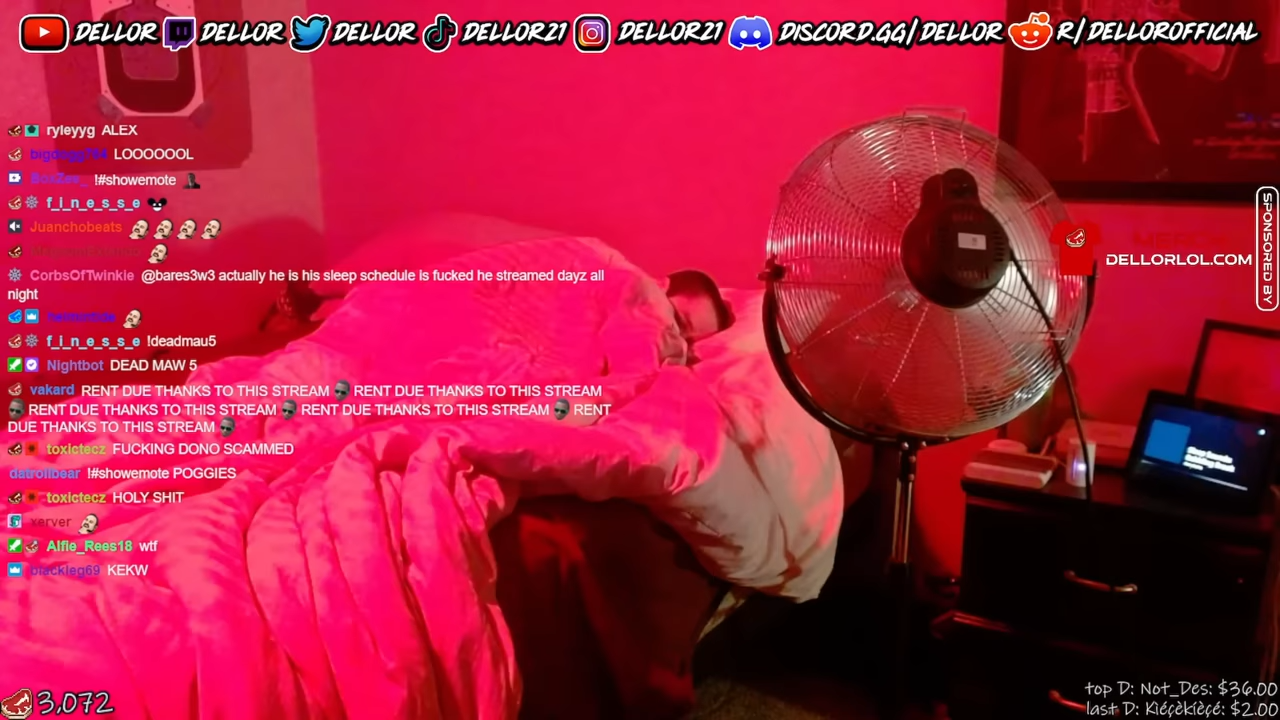 DELLOR DELLOR DELLOR DELLOR21 DELLOR21 DISCORD.GG/DELLOR R/DELLOROFFICIAL
ryleyyg ALEX
LOOOOOOL
BoxZev_ !#showemote
f_i_n_e_s_s_e
Juanchobeats
CorbsOfTwinkie @bares3w3 actually he is his sleep schedule is fucked he streamed dayz all
night
f_i_n_e_s_s_e !deadmau5
Nightbot DEAD MAW 5
vakard RENT DUE THANKS TO THIS STREAM RENT DUE THANKS TO THIS STREAM
RENT DUE THANKS TO THIS STREAM RENT DUE THANKS TO THIS STREAM RENT
DUE THANKS TO THIS STREAM
toxictecz FUCKING DONO SCAMMED
datrollbear !#showemote POGGIES
toxictecz HOLY SHIT
xerver
Alfie_Rees18 wtf
blackleg69 KEKW
SPONSORED BY
DELLORLOL.COM
3,072
top D: Not_Des: $36.00
last D: Kiéçèkîèçé: $2.00